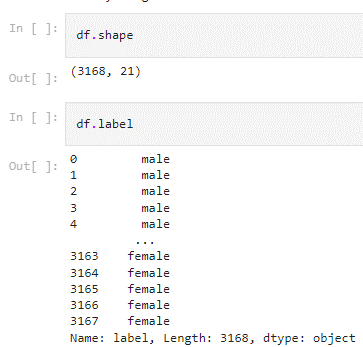 In [ ]: df.shape
Out[ ]: (3168, 21)
In [ ]: df.label
Out[ ]: 0          male
1          male
2          male
3          male
4          male
...
3163    female
3164    female
3165    female
3166    female
3167    female
Name: label, Length: 3168, dtype: object